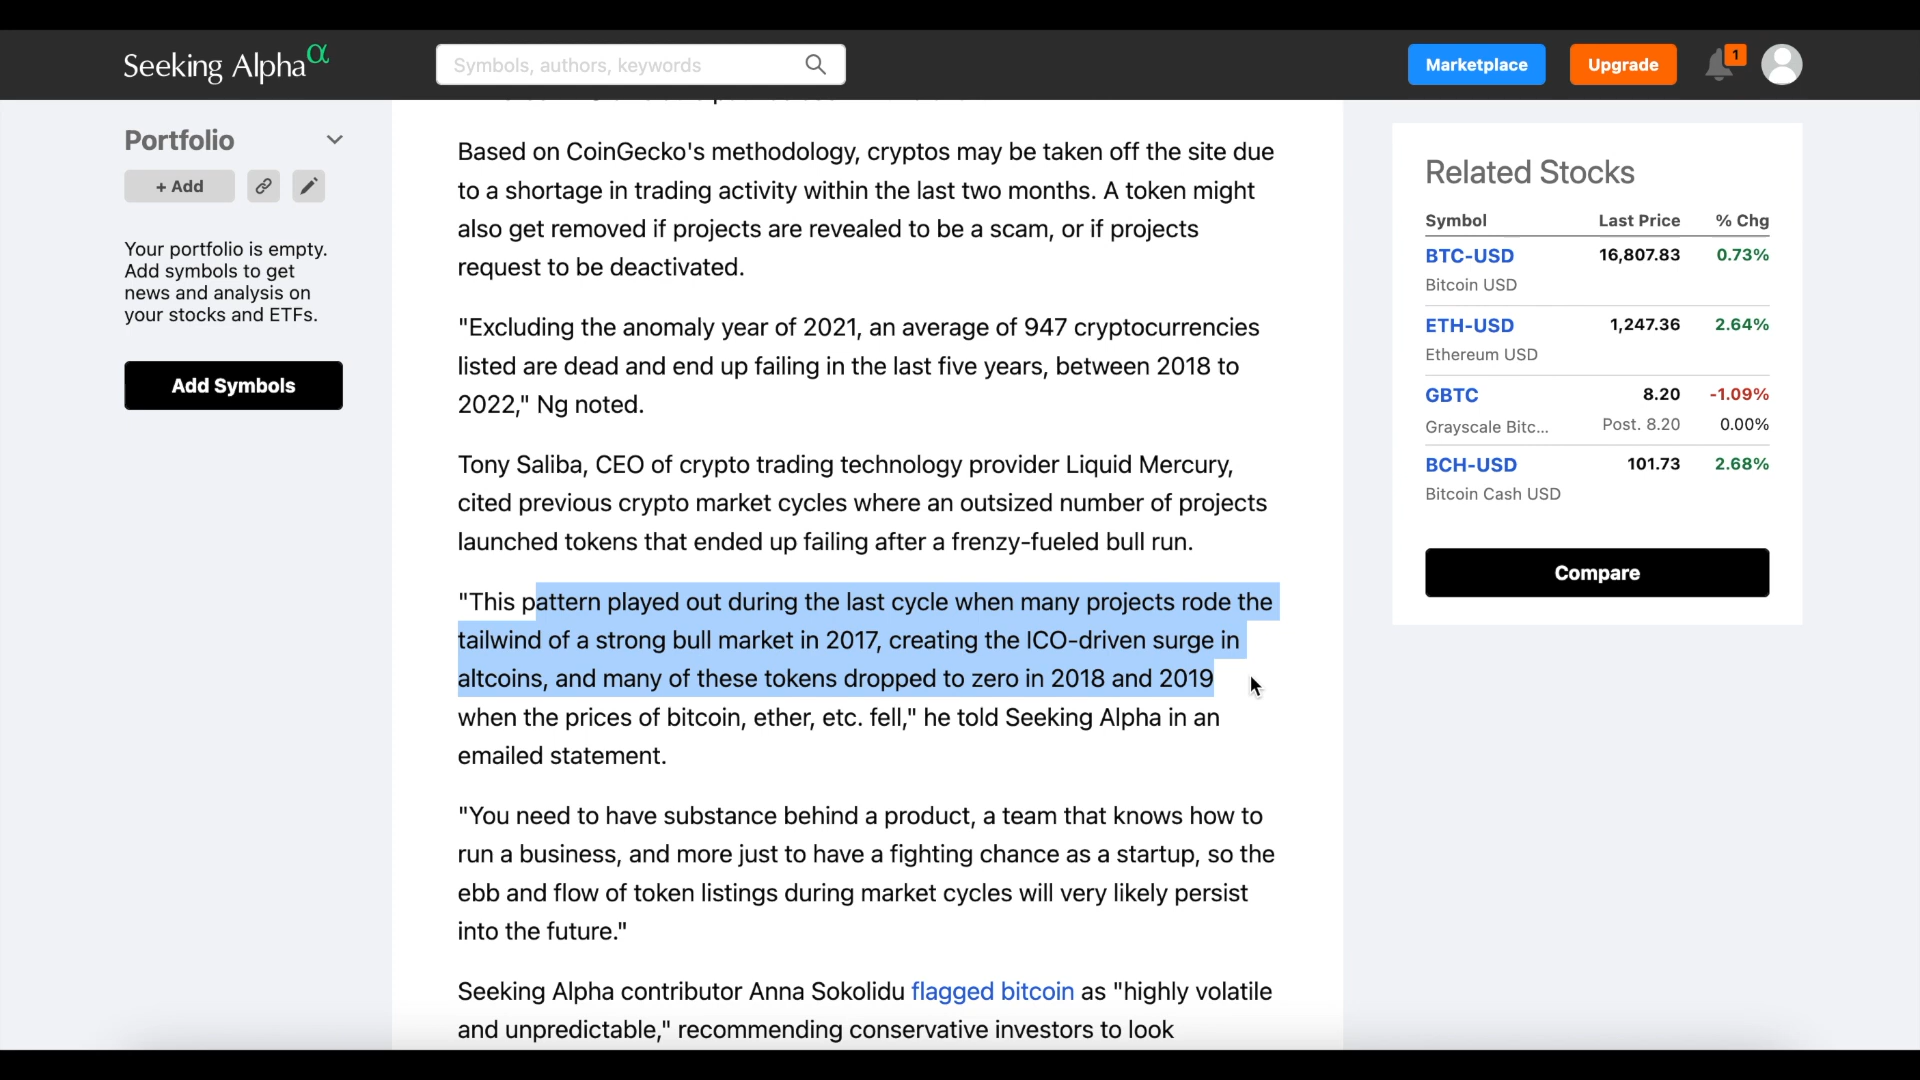 Seeking Alpha α
Symbols, authors, keywords
Marketplace
Upgrade
1
Portfolio
+ Add
Your portfolio is empty.
Add symbols to get
news and analysis on
your stocks and ETFs.
Add Symbols
Based on CoinGecko's methodology, cryptos may be taken off the site due
to a shortage in trading activity within the last two months. A token might
also get removed if projects are revealed to be a scam, or if projects
request to be deactivated.
"Excluding the anomaly year of 2021, an average of 947 cryptocurrencies
listed are dead and end up failing in the last five years, between 2018 to
2022," Ng noted.
Tony Saliba, CEO of crypto trading technology provider Liquid Mercury,
cited previous crypto market cycles where an outsized number of projects
launched tokens that ended up failing after a frenzy-fueled bull run.
"This pattern played out during the last cycle when many projects rode the
tailwind of a strong bull market in 2017, creating the ICO-driven surge in
altcoins, and many of these tokens dropped to zero in 2018 and 2019
when the prices of bitcoin, ether, etc. fell," he told Seeking Alpha in an
emailed statement.
"You need to have substance behind a product, a team that knows how to
run a business, and more just to have a fighting chance as a startup, so the
ebb and flow of token listings during market cycles will very likely persist
into the future."
Seeking Alpha contributor Anna Sokolidu flagged bitcoin as "highly volatile
and unpredictable," recommending conservative investors to look
Related Stocks
Symbol Last Price % Chg
BTC-USD 16,807.83 0.73%
Bitcoin USD
ETH-USD 1,247.36 2.64%
Ethereum USD
GBTC 8.20 -1.09%
Grayscale Bitc... Post. 8.20 0.00%
BCH-USD 101.73 2.68%
Bitcoin Cash USD
Compare